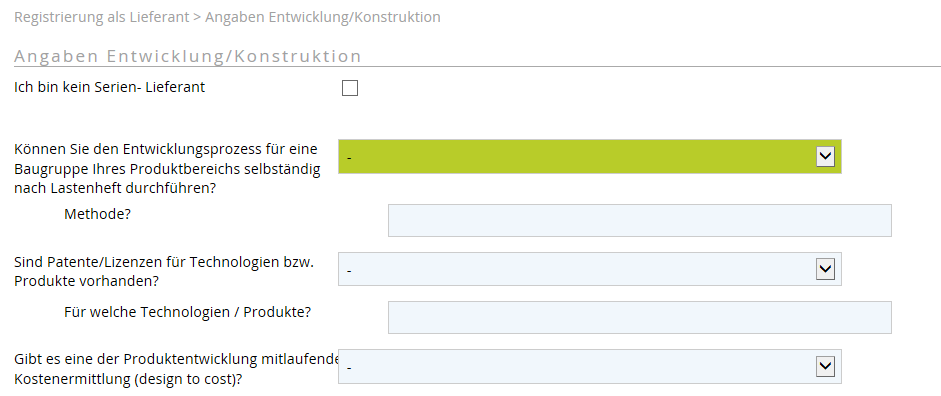 Registrierung als Lieferant > Angaben Entwicklung/Konstruktion
Angaben Entwicklung/Konstruktion
Ich bin kein Serien- Lieferant
Können Sie den Entwicklungsprozess für eine
Baugruppe Ihres Produktbereichs selbständig
nach Lastenheft durchführen?
-
Methode?
Sind Patente/Lizenzen für Technologien bzw.
Produkte vorhanden?
-
Für welche Technologien / Produkte?
Gibt es eine der Produktentwicklung mitlaufende
Kostenermittlung (design to cost)?
-